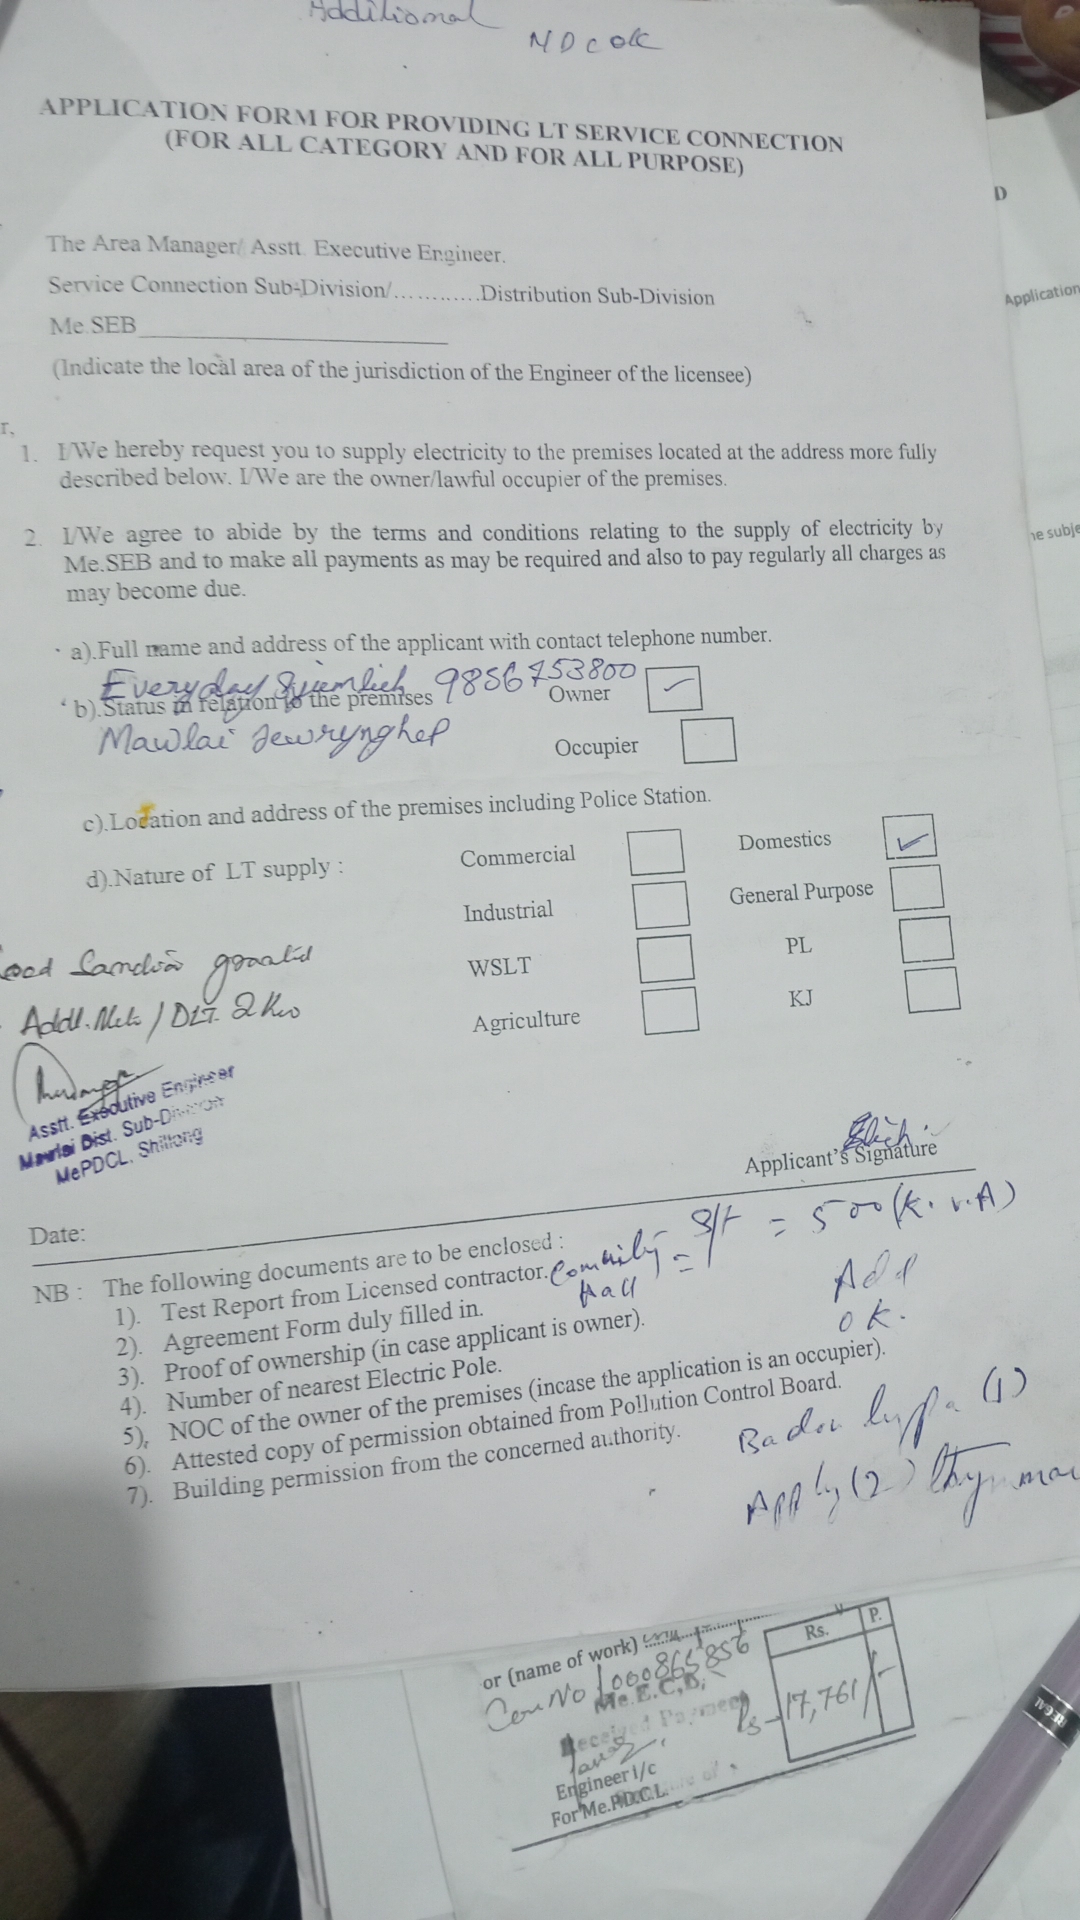 Additional
NDC OK
APPLICATION FORM FOR PROVIDING LT SERVICE CONNECTION
(FOR ALL CATEGORY AND FOR ALL PURPOSE)
The Area Manager/ Asstt. Executive Engineer.
Service Connection Sub-Division/............Distribution Sub-Division
Me.SEB
(Indicate the local area of the jurisdiction of the Engineer of the licensee)
1. I/We hereby request you to supply electricity to the premises located at the address more fully
described below. I/We are the owner/lawful occupier of the premises.
2. I/We agree to abide by the terms and conditions relating to the supply of electricity by
Me.SEB and to make all payments as may be required and also to pay regularly all charges as
may become due.
a).Full name and address of the applicant with contact telephone number.
Everyday 9856753800
b).Status in relation to the premises Owner
Mawlai
Occupier
c).Location and address of the premises including Police Station.
d).Nature of LT supply : Commercial Domestics
Industrial General Purpose
WSLT PL
Agriculture KJ
Addl. 2 Kw
Asstt. Executive Engineer
Mawlai Dist. Sub-Division
MePDCL, Shillong
Applicant's Signature
Date:
NB : The following documents are to be enclosed : S/t = 500 (K.V.A)
1). Test Report from Licensed contractor.
Hall
2). Agreement Form duly filled in. Add
3). Proof of ownership (in case applicant is owner). OK.
4). Number of nearest Electric Pole.
5). NOC of the owner of the premises (incase the application is an occupier).
6). Attested copy of permission obtained from Pollution Control Board.
7). Building permission from the concerned authority.
(1)
Apply (2)
or (name of work)
Con No 1000865856
Me.E.C.D.
Received Payment
Rs. P.
Rs 17,761/-
Engineer i/c
For Me.PDCL.
D
Application